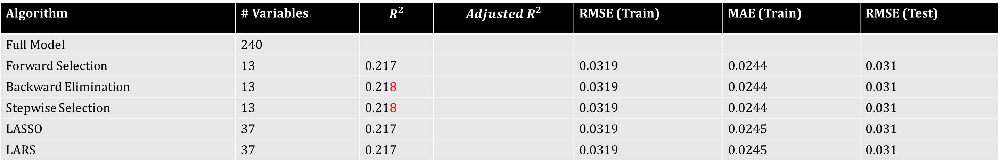 Algorithm # Variables R² Adjusted R² RMSE (Train) MAE (Train) RMSE (Test)
Full Model 240
Forward Selection 13 0.217 0.0319 0.0244 0.031
Backward Elimination 13 0.218 0.0319 0.0244 0.031
Stepwise Selection 13 0.218 0.0319 0.0244 0.031
LASSO 37 0.217 0.0319 0.0245 0.031
LARS 37 0.217 0.0319 0.0245 0.031